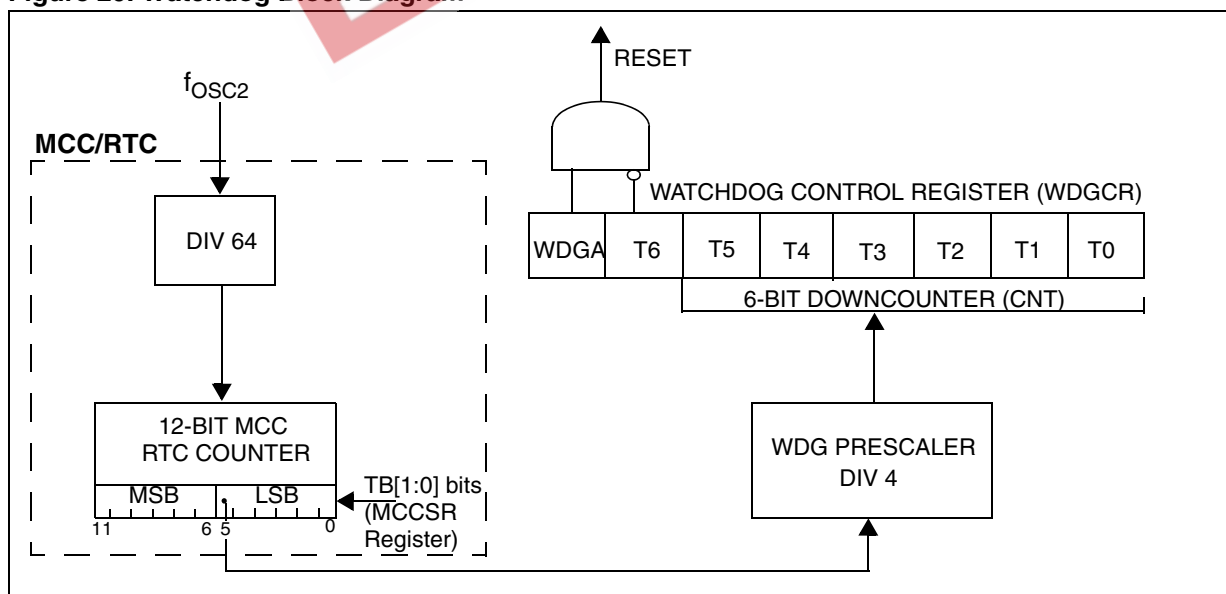 fOSC2
RESET
MCC/RTC
WATCHDOG CONTROL REGISTER (WDGCR)
DIV 64
WDGA T6 T5 T4 T3 T2 T1 T0
6-BIT DOWNCOUNTER (CNT)
12-BIT MCC
RTC COUNTER
MSB LSB
11 6 5 0
TB[1:0] bits
(MCCSR
Register)
WDG PRESCALER
DIV 4